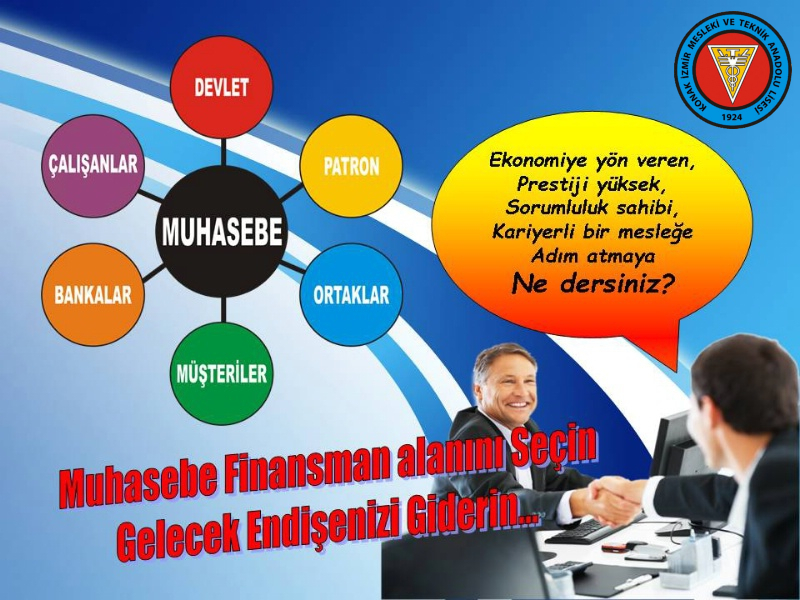 DEVLET
ÇALIŞANLAR
PATRON
MUHASEBE
BANKALAR
ORTAKLAR
MÜŞTERİLER
KONAK İZMİR MESLEKİ VE TEKNİK ANADOLU LİSESİ
1924
Ekonomiye yön veren,
Prestiji yüksek,
Sorumluluk sahibi,
Kariyerli bir mesleğe
Adım atmaya
Ne dersiniz?
Muhasebe Finansman alanını Seçin
Gelecek Endişenizi Giderin...